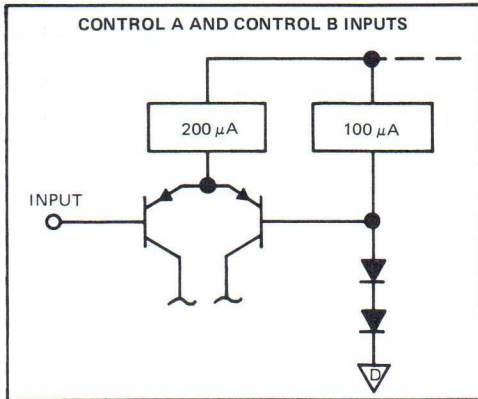 CONTROL A AND CONTROL B INPUTS
200 μA
100 μA
INPUT
D